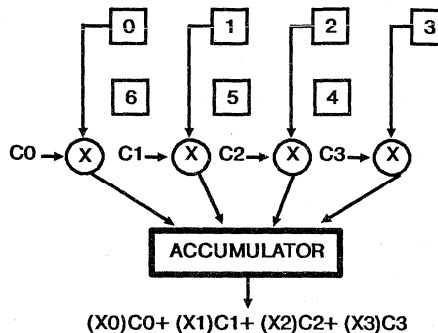 0 1 2 3
6 5 4
C0 X C1 X C2 X C3 X
ACCUMULATOR
(X0)C0+ (X1)C1+ (X2)C2+ (X3)C3